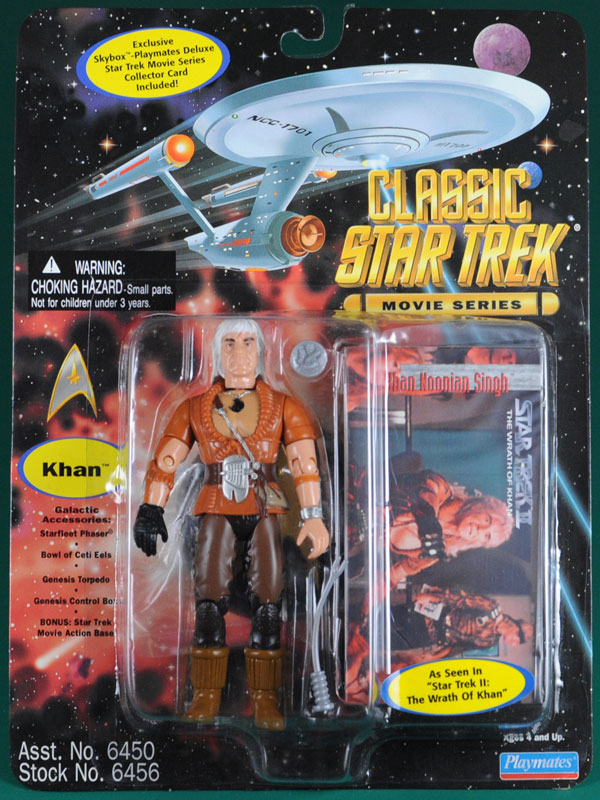 Exclusive
Skybox™-Playmates Deluxe
Star Trek Movie Series
Collector Card
Included!
NCC-1701
CLASSIC
STAR TREK®
MOVIE SERIES
WARNING:
CHOKING HAZARD-Small parts.
Not for children under 3 years.
Khan Noonian Singh
STAR TREK II
THE WRATH OF KHAN
Khan™
Galactic
Accessories:
Starfleet Phaser®
•
Bowl of Ceti Eels
•
Genesis Torpedo
•
Genesis Control Box
•
BONUS: Star Trek
Movie Action Base
As Seen In
"Star Trek II:
The Wrath Of Khan"
Ages 4 and Up.
Asst. No. 6450
Stock No. 6456
Playmates®